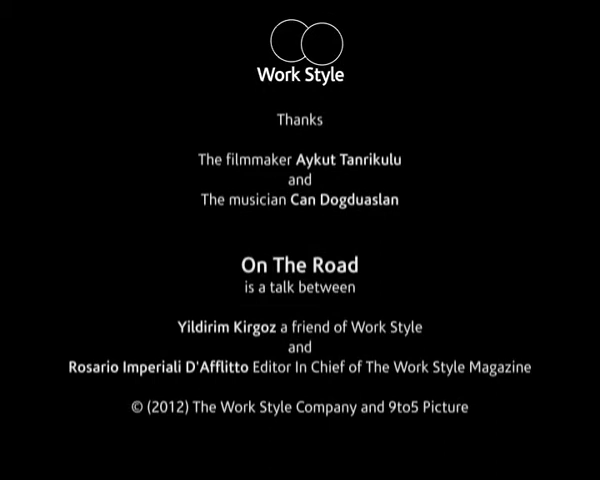 Work Style
Thanks
The filmmaker Aykut Tanrikulu
and
The musician Can Dogduaslan
On The Road
is a talk between
Yildirim Kirgoz a friend of Work Style
and
Rosario Imperiali D'Afflitto Editor In Chief of The Work Style Magazine
© (2012) The Work Style Company and 9to5 Picture